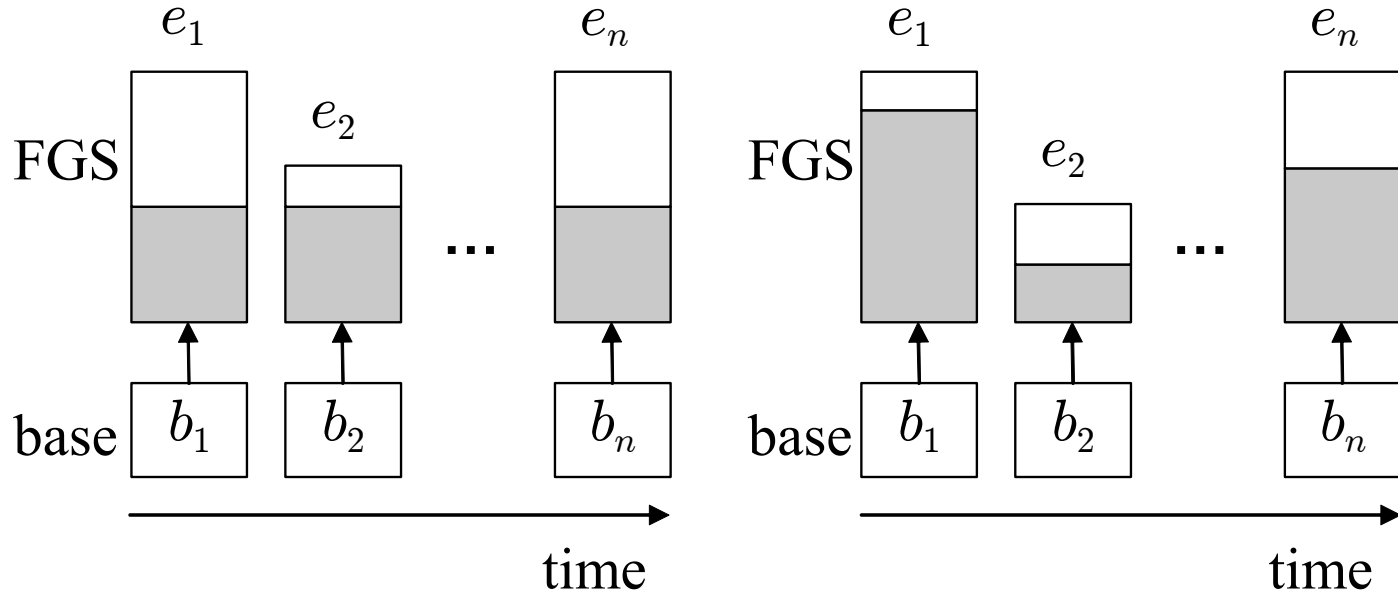 e₁ eₙ e₁ eₙ
e₂ e₂
FGS FGS
... ...
base b₁ b₂ bₙ base b₁ b₂ bₙ
time time